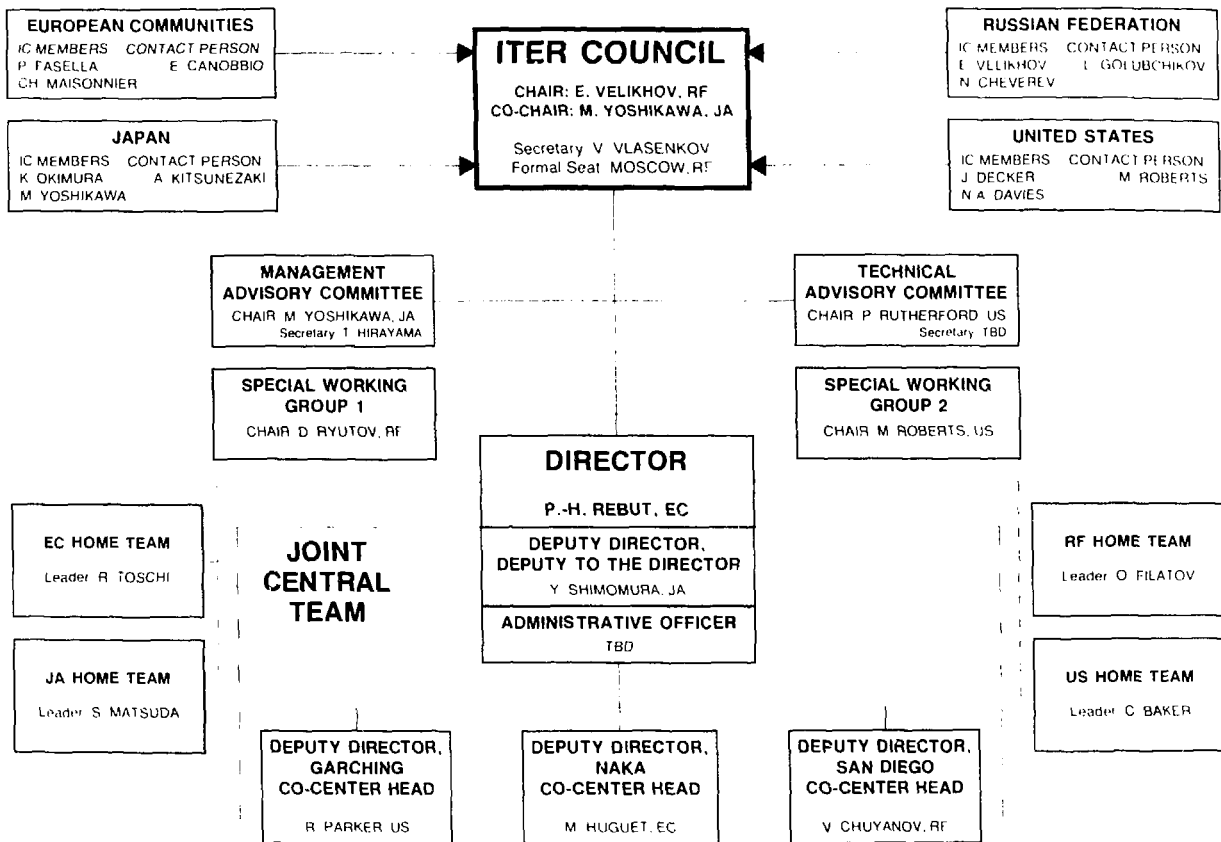 EUROPEAN COMMUNITIES
IC MEMBERS CONTACT PERSON
P FASELLA E CANOBBIO
CH MAISONNIER
JAPAN
IC MEMBERS CONTACT PERSON
K OKIMURA A KITSUNEZAKI
M YOSHIKAWA
ITER COUNCIL
CHAIR: E. VELIKHOV, RF
CO-CHAIR: M. YOSHIKAWA, JA
Secretary V VLASENKOV
Formal Seat MOSCOW, RF
RUSSIAN FEDERATION
IC MEMBERS CONTACT PERSON
E VELIKHOV L GOLUBCHIKOV
N CHEVEREV
UNITED STATES
IC MEMBERS CONTACT PERSON
J DECKER M ROBERTS
N A DAVIES
MANAGEMENT
ADVISORY COMMITTEE
CHAIR M YOSHIKAWA, JA
Secretary T HIRAYAMA
TECHNICAL
ADVISORY COMMITTEE
CHAIR P RUTHERFORD US
Secretary TBD
SPECIAL WORKING
GROUP 1
CHAIR D RYUTOV, RF
SPECIAL WORKING
GROUP 2
CHAIR M ROBERTS, US
DIRECTOR
P.-H. REBUT, EC
DEPUTY DIRECTOR,
DEPUTY TO THE DIRECTOR
Y SHIMOMURA, JA
ADMINISTRATIVE OFFICER
TBD
JOINT
CENTRAL
TEAM
EC HOME TEAM
Leader R TOSCHI
JA HOME TEAM
Leader S MATSUDA
RF HOME TEAM
Leader O FILATOV
US HOME TEAM
Leader C BAKER
DEPUTY DIRECTOR,
GARCHING
CO-CENTER HEAD
R PARKER US
DEPUTY DIRECTOR,
NAKA
CO-CENTER HEAD
M HUGUET, EC
DEPUTY DIRECTOR,
SAN DIEGO
CO-CENTER HEAD
V CHUYANOV, RF